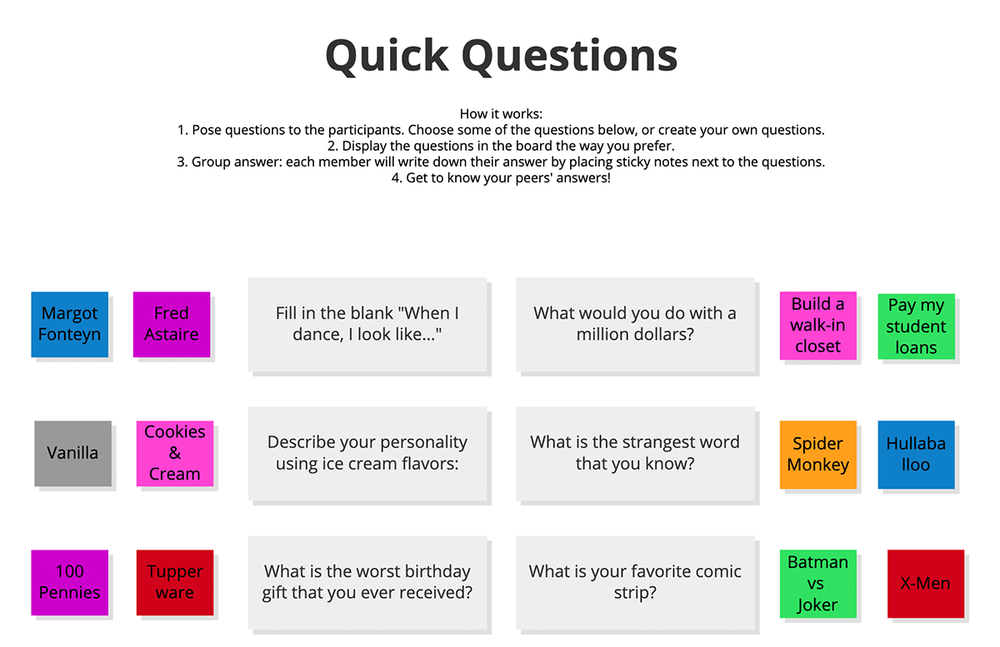 Quick Questions
How it works:
1. Pose questions to the participants. Choose some of the questions below, or create your own questions.
2. Display the questions in the board the way you prefer.
3. Group answer: each member will write down their answer by placing sticky notes next to the questions.
4. Get to know your peers' answers!
Margot
Fonteyn
Fred
Astaire
Fill in the blank "When I
dance, I look like..."
What would you do with a
million dollars?
Build a
walk-in
closet
Pay my
student
loans
Vanilla
Cookies
&
Cream
Describe your personality
using ice cream flavors:
What is the strangest word
that you know?
Spider
Monkey
Hullaba
lloo
100
Pennies
Tupper
ware
What is the worst birthday
gift that you ever received?
What is your favorite comic
strip?
Batman
vs
Joker
X-Men